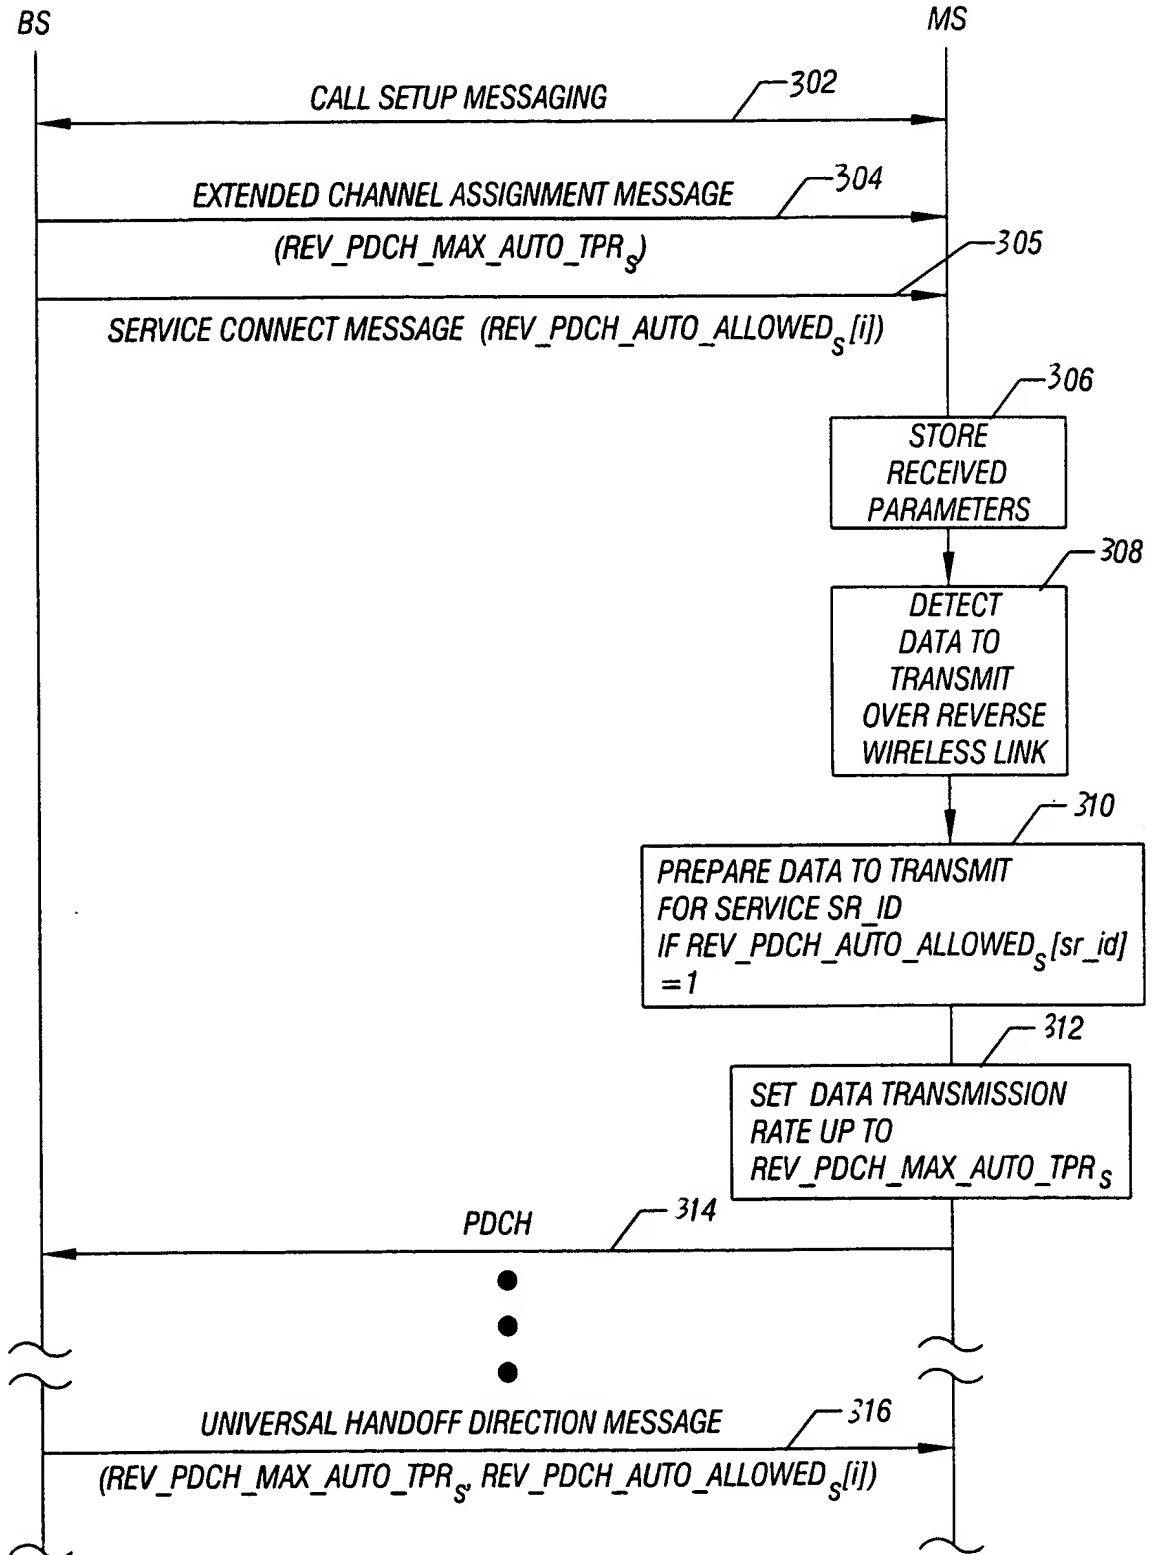 BS
MS
302
CALL SETUP MESSAGING
304
EXTENDED CHANNEL ASSIGNMENT MESSAGE
(REV_PDCH_MAX_AUTO_TPRS)
305
SERVICE CONNECT MESSAGE (REV_PDCH_AUTO_ALLOWEDS[i])
306
STORE
RECEIVED
PARAMETERS
308
DETECT
DATA TO
TRANSMIT
OVER REVERSE
WIRELESS LINK
310
PREPARE DATA TO TRANSMIT
FOR SERVICE SR_ID
IF REV_PDCH_AUTO_ALLOWEDS[sr_id]
=1
312
SET DATA TRANSMISSION
RATE UP TO
REV_PDCH_MAX_AUTO_TPRS
PDCH
314
UNIVERSAL HANDOFF DIRECTION MESSAGE
316
(REV_PDCH_MAX_AUTO_TPRS, REV_PDCH_AUTO_ALLOWEDS[i])